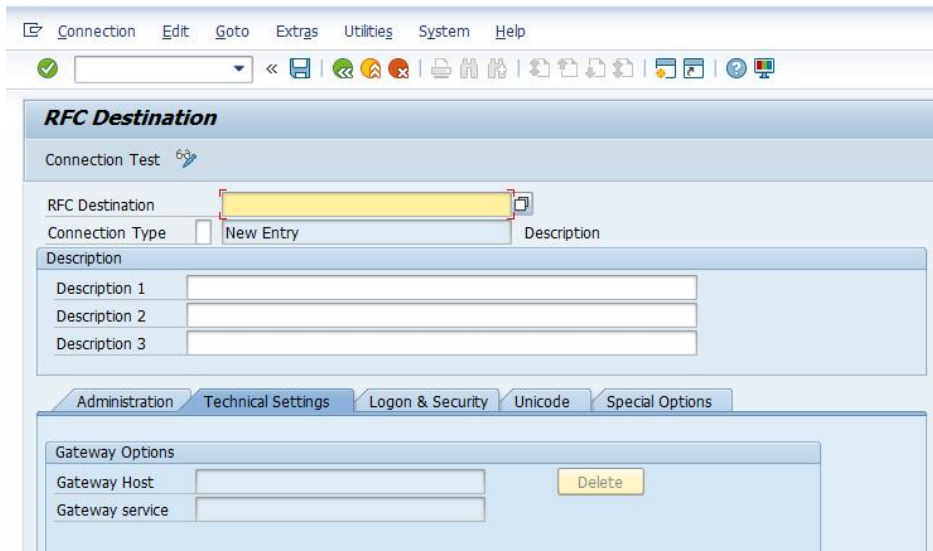 Connection Edit Goto Extras Utilities System Help
RFC Destination
Connection Test
RFC Destination
Connection Type New Entry Description
Description
Description 1
Description 2
Description 3
Administration Technical Settings Logon & Security Unicode Special Options
Gateway Options
Gateway Host Delete
Gateway service